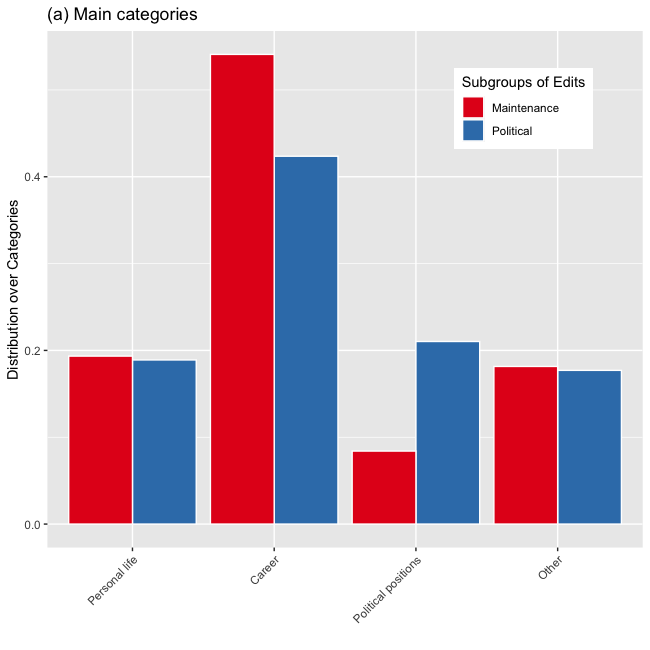 (a) Main categories
Subgroups of Edits
Maintenance
Political
Distribution over Categories
0.4
0.2
0.0
Personal life
Career
Political positions
Other